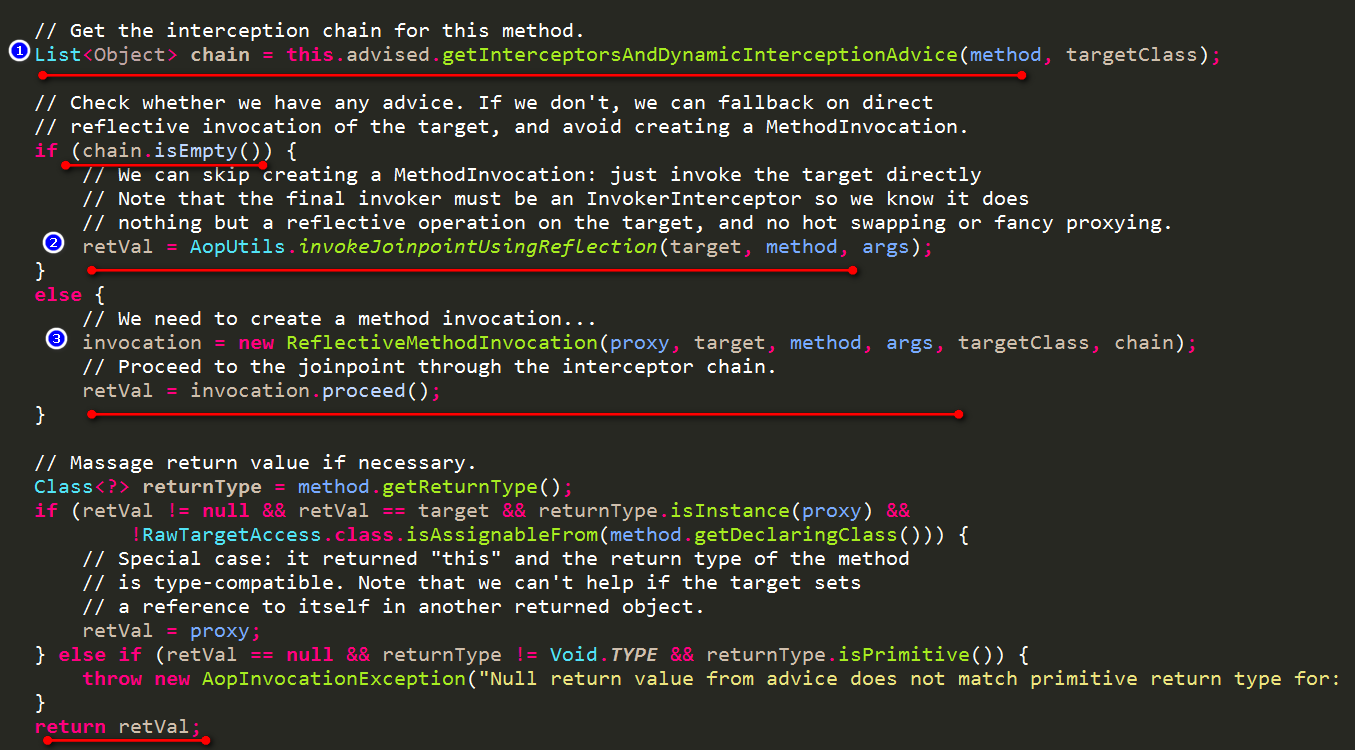 // Get the interception chain for this method.
1 List<Object> chain = this.advised.getInterceptorsAndDynamicInterceptionAdvice(method, targetClass);
// Check whether we have any advice. If we don't, we can fallback on direct
// reflective invocation of the target, and avoid creating a MethodInvocation.
if (chain.isEmpty()) {
// We can skip creating a MethodInvocation: just invoke the target directly
// Note that the final invoker must be an InvokerInterceptor so we know it does
// nothing but a reflective operation on the target, and no hot swapping or fancy proxying.
2 retVal = AopUtils.invokeJoinpointUsingReflection(target, method, args);
}
else {
// We need to create a method invocation...
3 invocation = new ReflectiveMethodInvocation(proxy, target, method, args, targetClass, chain);
// Proceed to the joinpoint through the interceptor chain.
retVal = invocation.proceed();
}
// Massage return value if necessary.
Class<?> returnType = method.getReturnType();
if (retVal != null && retVal == target && returnType.isInstance(proxy) &&
!RawTargetAccess.class.isAssignableFrom(method.getDeclaringClass())) {
// Special case: it returned "this" and the return type of the method
// is type-compatible. Note that we can't help if the target sets
// a reference to itself in another returned object.
retVal = proxy;
} else if (retVal == null && returnType != Void.TYPE && returnType.isPrimitive()) {
throw new AopInvocationException("Null return value from advice does not match primitive return type for:
}
return retVal;